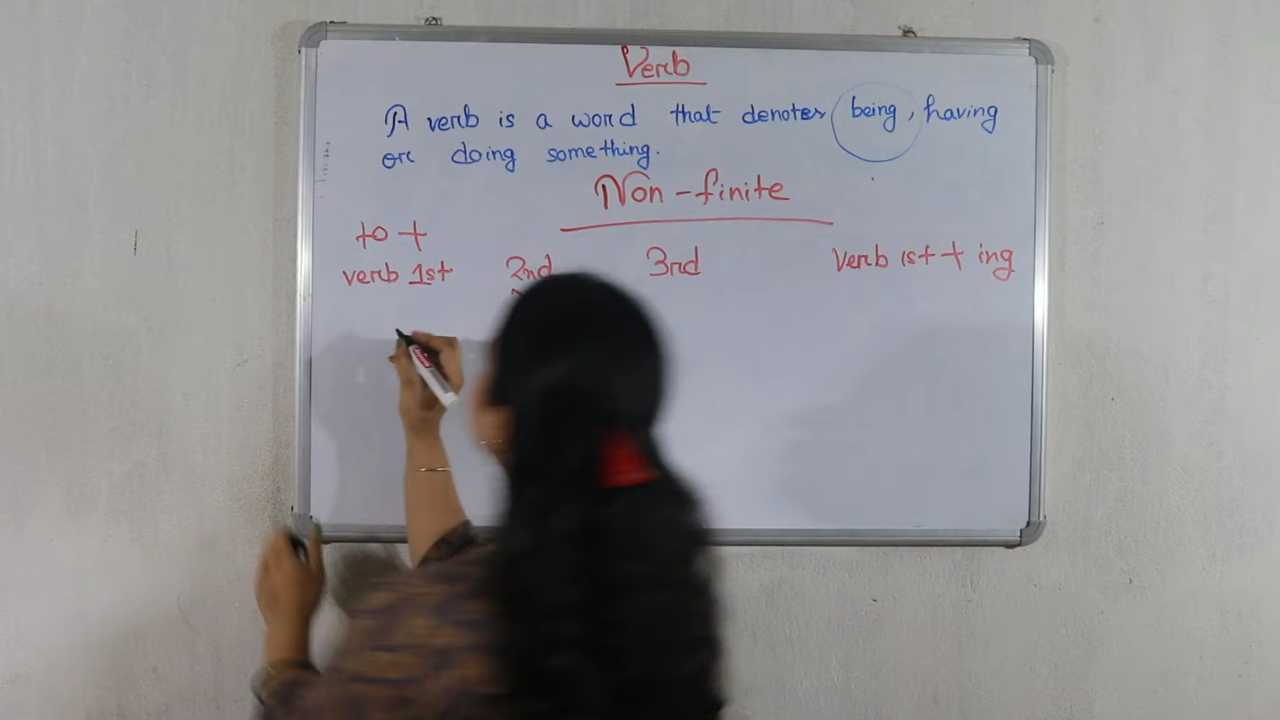 Verb
A verb is a word that denotes being, having
or doing something.
Non-finite
to +
verb 1st 2nd 3rd verb 1st + ing